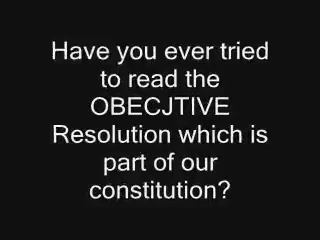 Have you ever tried
to read the
OBECJTIVE
Resolution which is
part of our
constitution?